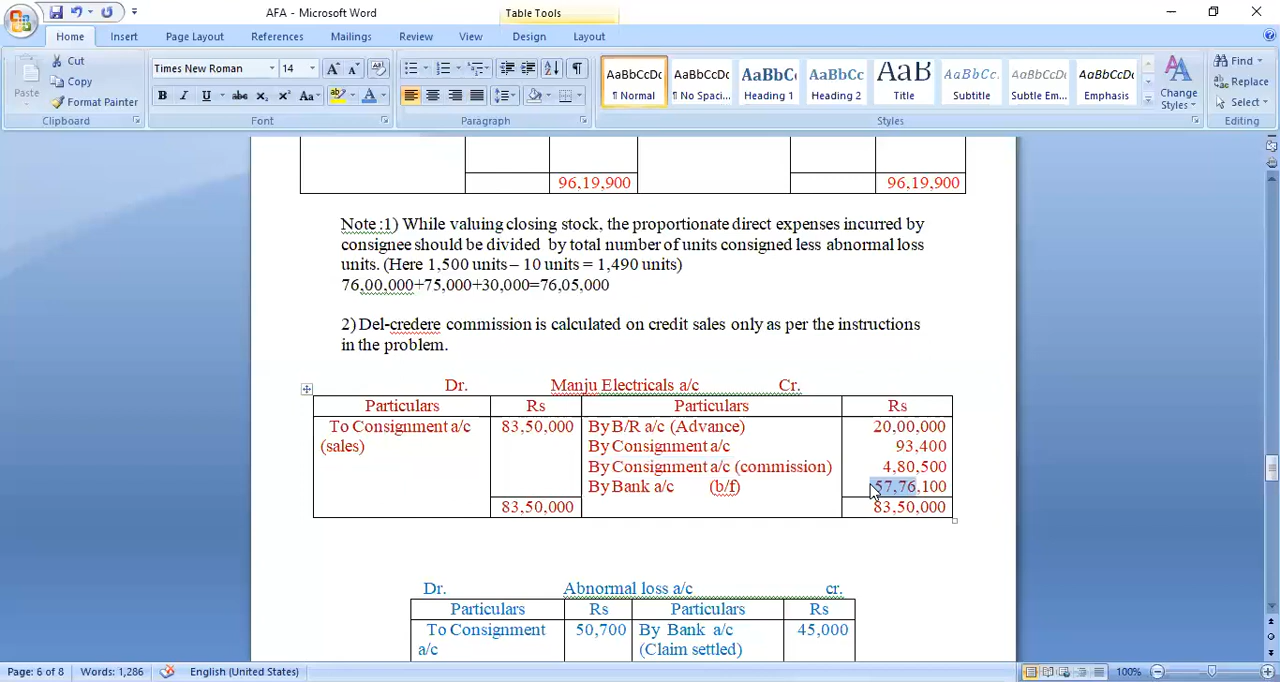 AFA - Microsoft Word
Table Tools
Home Insert Page Layout References Mailings Review View Design Layout
Cut
Copy
Format Painter
Paste
Times New Roman 14
AaBbCcDc AaBbCcDc AaBbC( AaBbCc AaB AaBbCc. AaBbCcDc AaBbCcDc
¶ Normal ¶ No Spaci... Heading 1 Heading 2 Title Subtitle Subtle Em... Emphasis
Change Styles
Find
Replace
Select
Clipboard Font Paragraph Styles Editing
96,19,900 96,19,900
Note :1) While valuing closing stock, the proportionate direct expenses incurred by
consignee should be divided by total number of units consigned less abnormal loss
units. (Here 1,500 units – 10 units = 1,490 units)
76,00,000+75,000+30,000=76,05,000
2) Del-credere commission is calculated on credit sales only as per the instructions
in the problem.
Dr. Manju Electricals a/c Cr.
Particulars Rs Particulars Rs
To Consignment a/c 83,50,000 By B/R a/c (Advance) 20,00,000
(sales) By Consignment a/c 93,400
By Consignment a/c (commission) 4,80,500
By Bank a/c (b/f) 57,76,100
83,50,000 83,50,000
Dr. Abnormal loss a/c cr.
Particulars Rs Particulars Rs
To Consignment 50,700 By Bank a/c 45,000
a/c (Claim settled)
Page: 6 of 8 Words: 1,286 English (United States) 100%